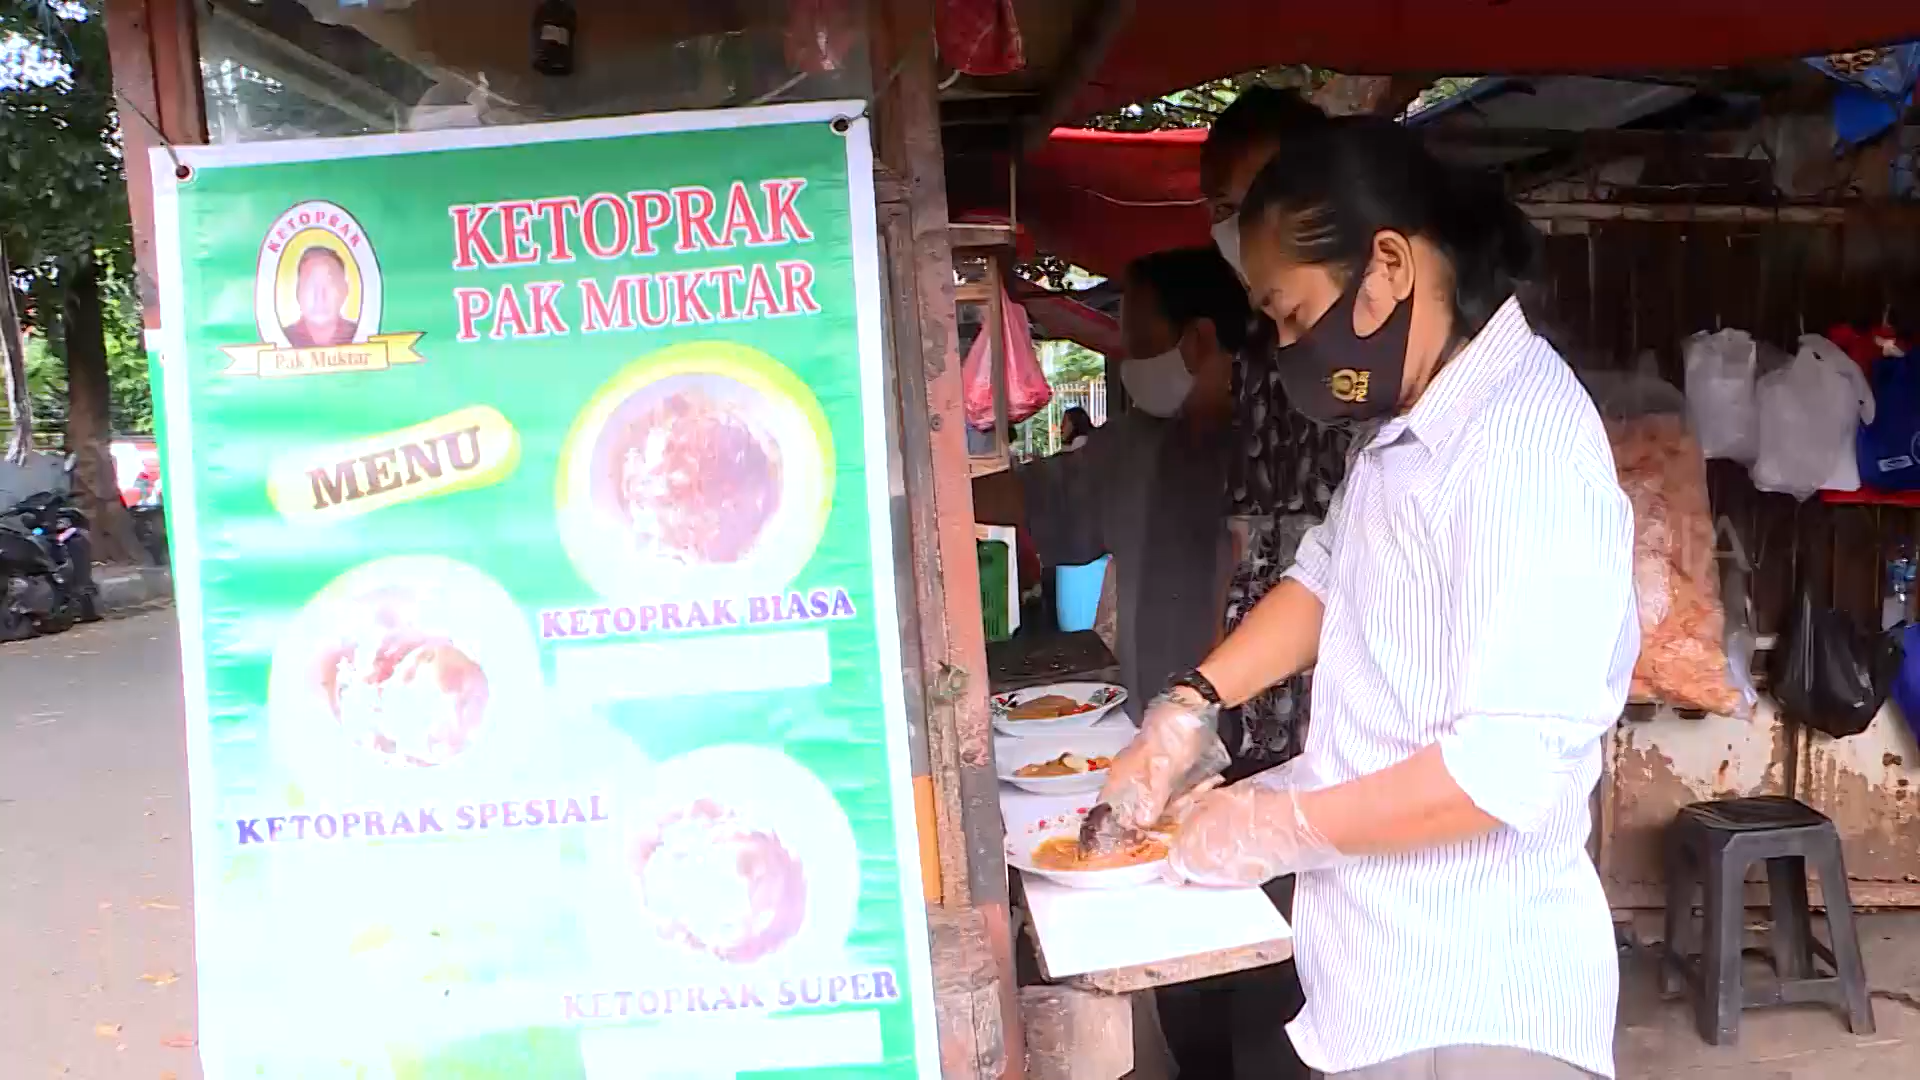 KETOPRAK
Pak Muktar
KETOPRAK
PAK MUKTAR
MENU
KETOPRAK BIASA
KETOPRAK SPESIAL
KETOPRAK SUPER